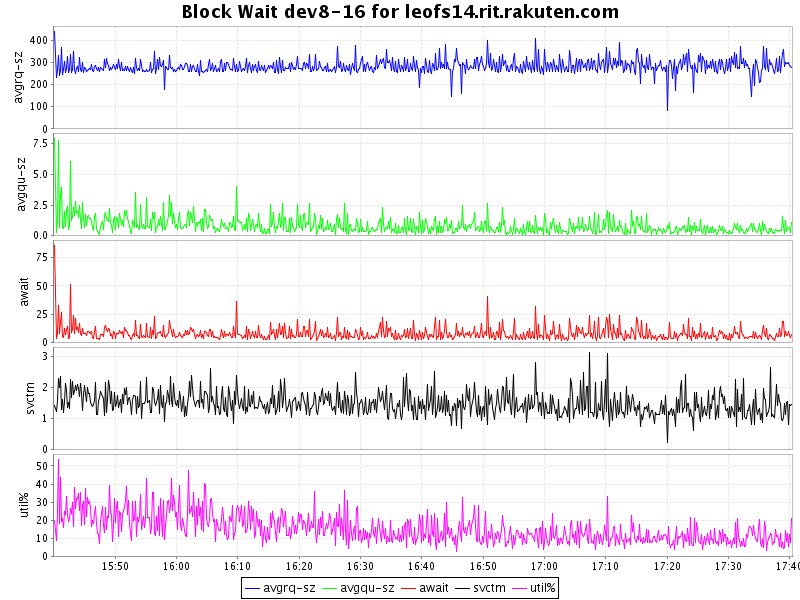 Block Wait dev8-16 for leofs14.rit.rakuten.com
avgrq-sz
400
300
200
100
0
avgqu-sz
7.5
5.0
2.5
0.0
await
75
50
25
0
svctm
3
2
1
0
util%
50
40
30
20
10
0
15:50 16:00 16:10 16:20 16:30 16:40 16:50 17:00 17:10 17:20 17:30 17:40
avgrq-sz avgqu-sz await svctm util%